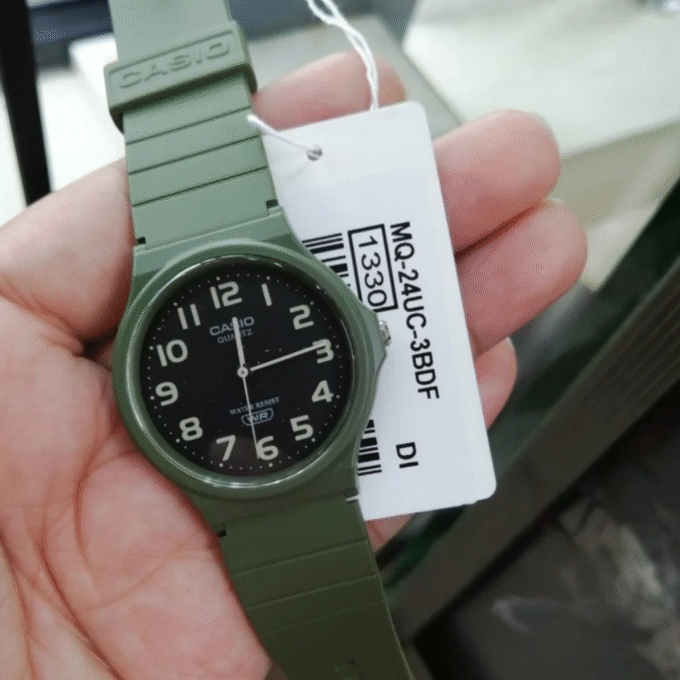 CASIO
12
1
2
3
4
5
6
7
8
9
10
11
CASIO
QUARTZ
WATER RESIST
WR
MQ-24UC-3BDF
DI
1330